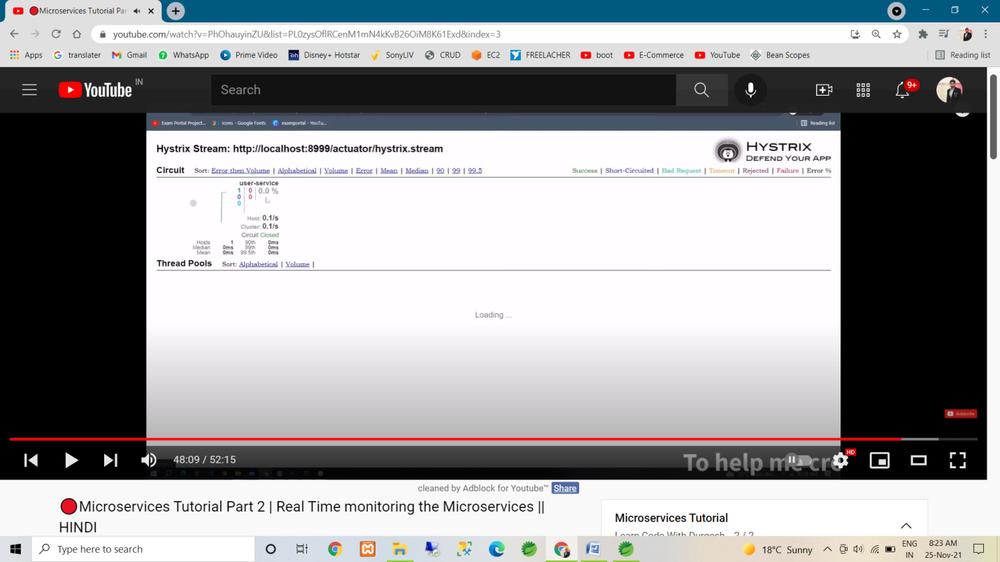 🔴Microservices Tutorial Par
youtube.com/watch?v=PhOhauyinZU&list=PL0zysOflRCenM1mN4kKvB26OiM8K61Exd&index=3
Apps translater Gmail WhatsApp Prime Video Disney+ Hotstar SonyLIV CRUD EC2 FREELACHER boot E-Commerce YouTube Bean Scopes Reading list
YouTube IN Search 9+
Exam Portal Project... Icons - Google Fonts examportal - YouTu... Reading list
Hystrix Stream: http://localhost:8999/actuator/hystrix.stream
HYSTRIX
DEFEND YOUR APP
Circuit Sort: Error then Volume | Alphabetical | Volume | Error | Mean | Median | 90 | 99 | 99.5
Success | Short-Circuited | Bad Request | Timeout | Rejected | Failure | Error %
user-service
1 0 0.0 %
0 0
0
Host: 0.1/s
Cluster: 0.1/s
Circuit Closed
Hosts 1 90th 0ms
Median 0ms 99th 0ms
Mean 0ms 99.5th 0ms
Thread Pools Sort: Alphabetical | Volume |
Loading ...
Subscribe
48:09 / 52:15
To help me cre
HD
cleaned by Adblock for Youtube™ Share
🔴Microservices Tutorial Part 2 | Real Time monitoring the Microservices ||
HINDI
Microservices Tutorial
Learn Code With Durgesh - 2 / 2
Type here to search
18°C Sunny
ENG
IN
8:23 AM
25-Nov-21